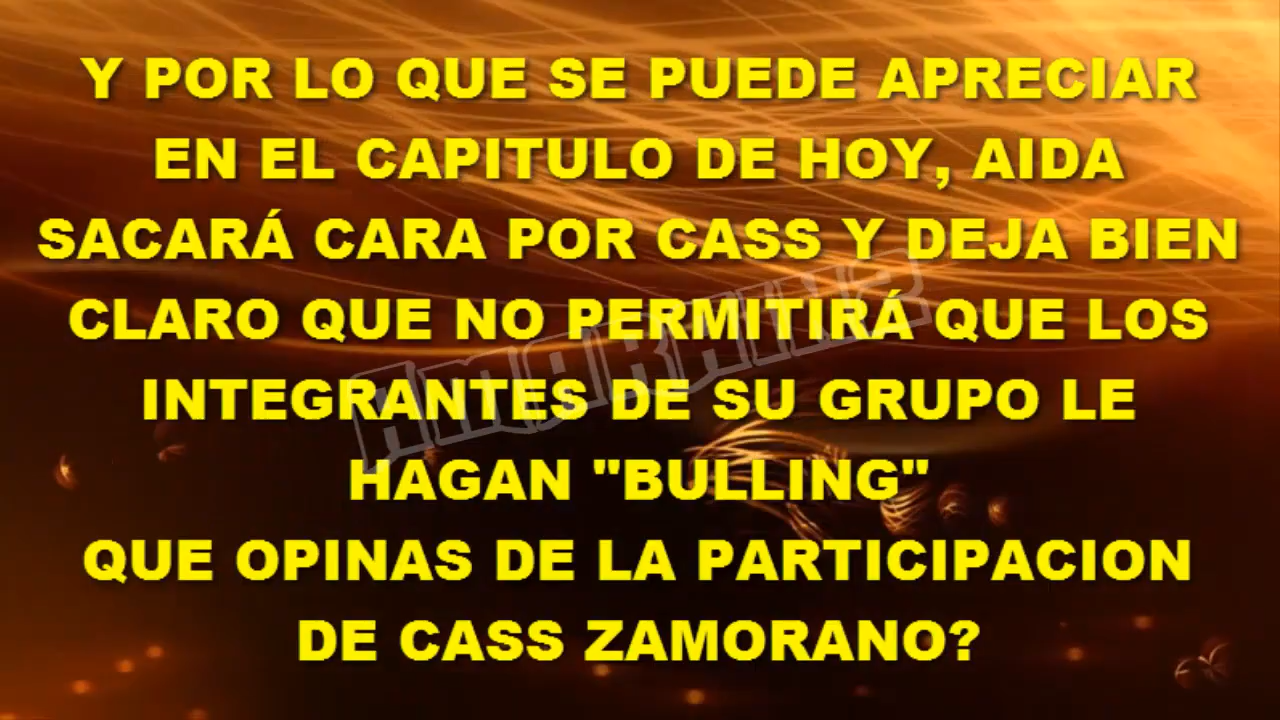 Y POR LO QUE SE PUEDE APRECIAR
EN EL CAPITULO DE HOY, AIDA
SACARÁ CARA POR CASS Y DEJA BIEN
CLARO QUE NO PERMITIRÁ QUE LOS
INTEGRANTES DE SU GRUPO LE
HAGAN "BULLING"
QUE OPINAS DE LA PARTICIPACION
DE CASS ZAMORANO?